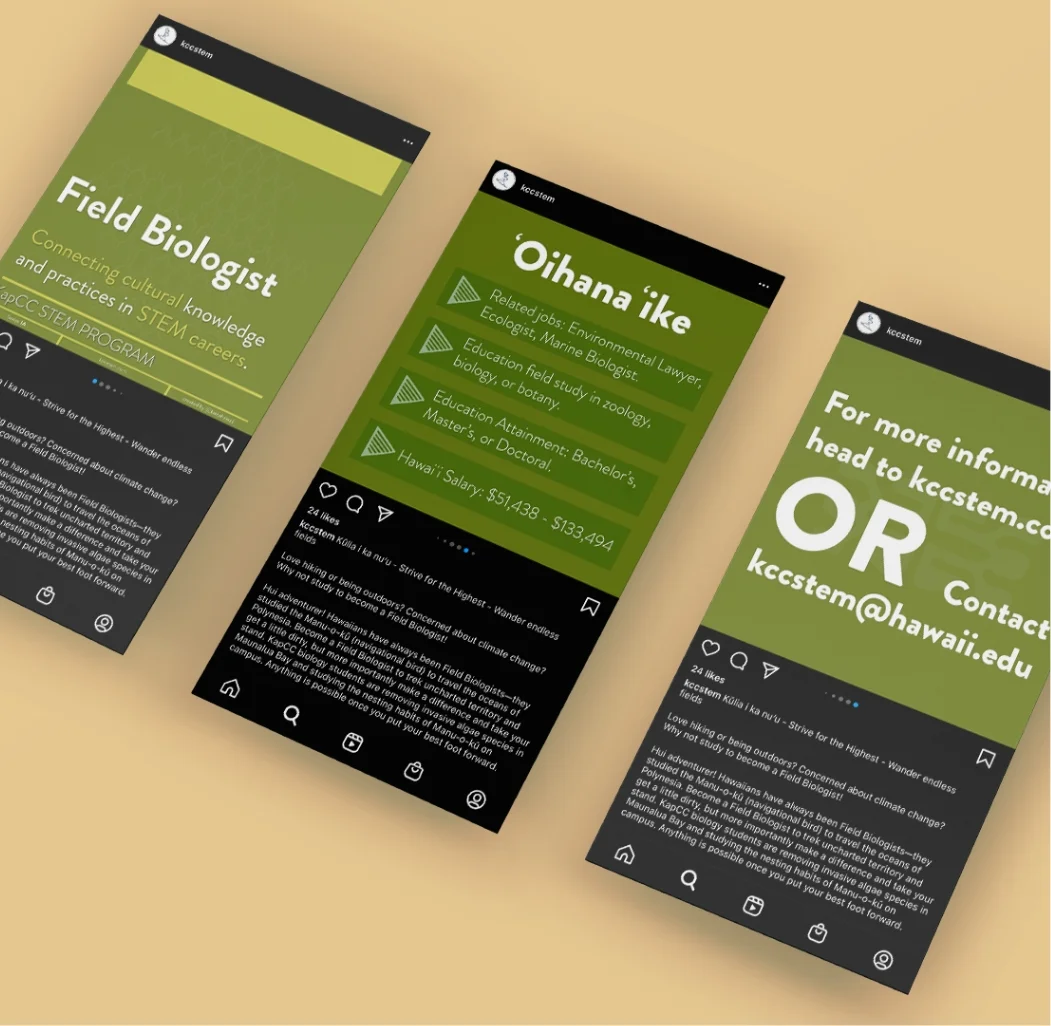 kccstem
Field Biologist
Connecting cultural knowledge
and practices in STEM careers.
KapCC STEM PROGRAM
i ka nuʻu - Strive for the Highest - Wander endless
outdoors? Concerned about climate change?
become a Field Biologist!
have always been Field Biologists—they
navigational bird) to travel the oceans of
Biologist to trek uncharted territory and
importantly make a difference and take your
are removing invasive algae species in
nesting habits of Manu-o-kū on
you put your best foot forward.
kccstem
ʻOihana ʻike
Related jobs: Environmental Lawyer,
Ecologist, Marine Biologist.
Education field study in zoology,
biology, or botany.
Education Attainment: Bachelor's,
Master's, or Doctoral.
Hawaiʻi Salary: $51,438 - $133,494
24 likes
kccstem Kūlia i ka nuʻu - Strive for the Highest - Wander endless
fields
Love hiking or being outdoors? Concerned about climate change?
Why not study to become a Field Biologist!
Hui adventurer! Hawaiians have always been Field Biologists—they
studied the Manu-o-kū (navigational bird) to travel the oceans of
Polynesia. Become a Field Biologist to trek uncharted territory and
get a little dirty, but more importantly make a difference and take your
stand. KapCC biology students are removing invasive algae species in
Maunalua Bay and studying the nesting habits of Manu-o-kū on
campus. Anything is possible once you put your best foot forward.
kccstem
For more informa
head to kccstem.co
OR
Contact
kccstem@hawaii.edu
24 likes
kccstem Kūlia i ka nuʻu - Strive for the Highest - Wander endless
fields
Love hiking or being outdoors? Concerned about climate change?
Why not study to become a Field Biologist!
Hui adventurer! Hawaiians have always been Field Biologists—they
studied the Manu-o-kū (navigational bird) to travel the oceans of
Polynesia. Become a Field Biologist to trek uncharted territory and
get a little dirty, but more importantly make a difference and take your
stand. KapCC biology students are removing invasive algae species in
Maunalua Bay and studying the nesting habits of Manu-o-kū on
campus. Anything is possible once you put your best foot forward.